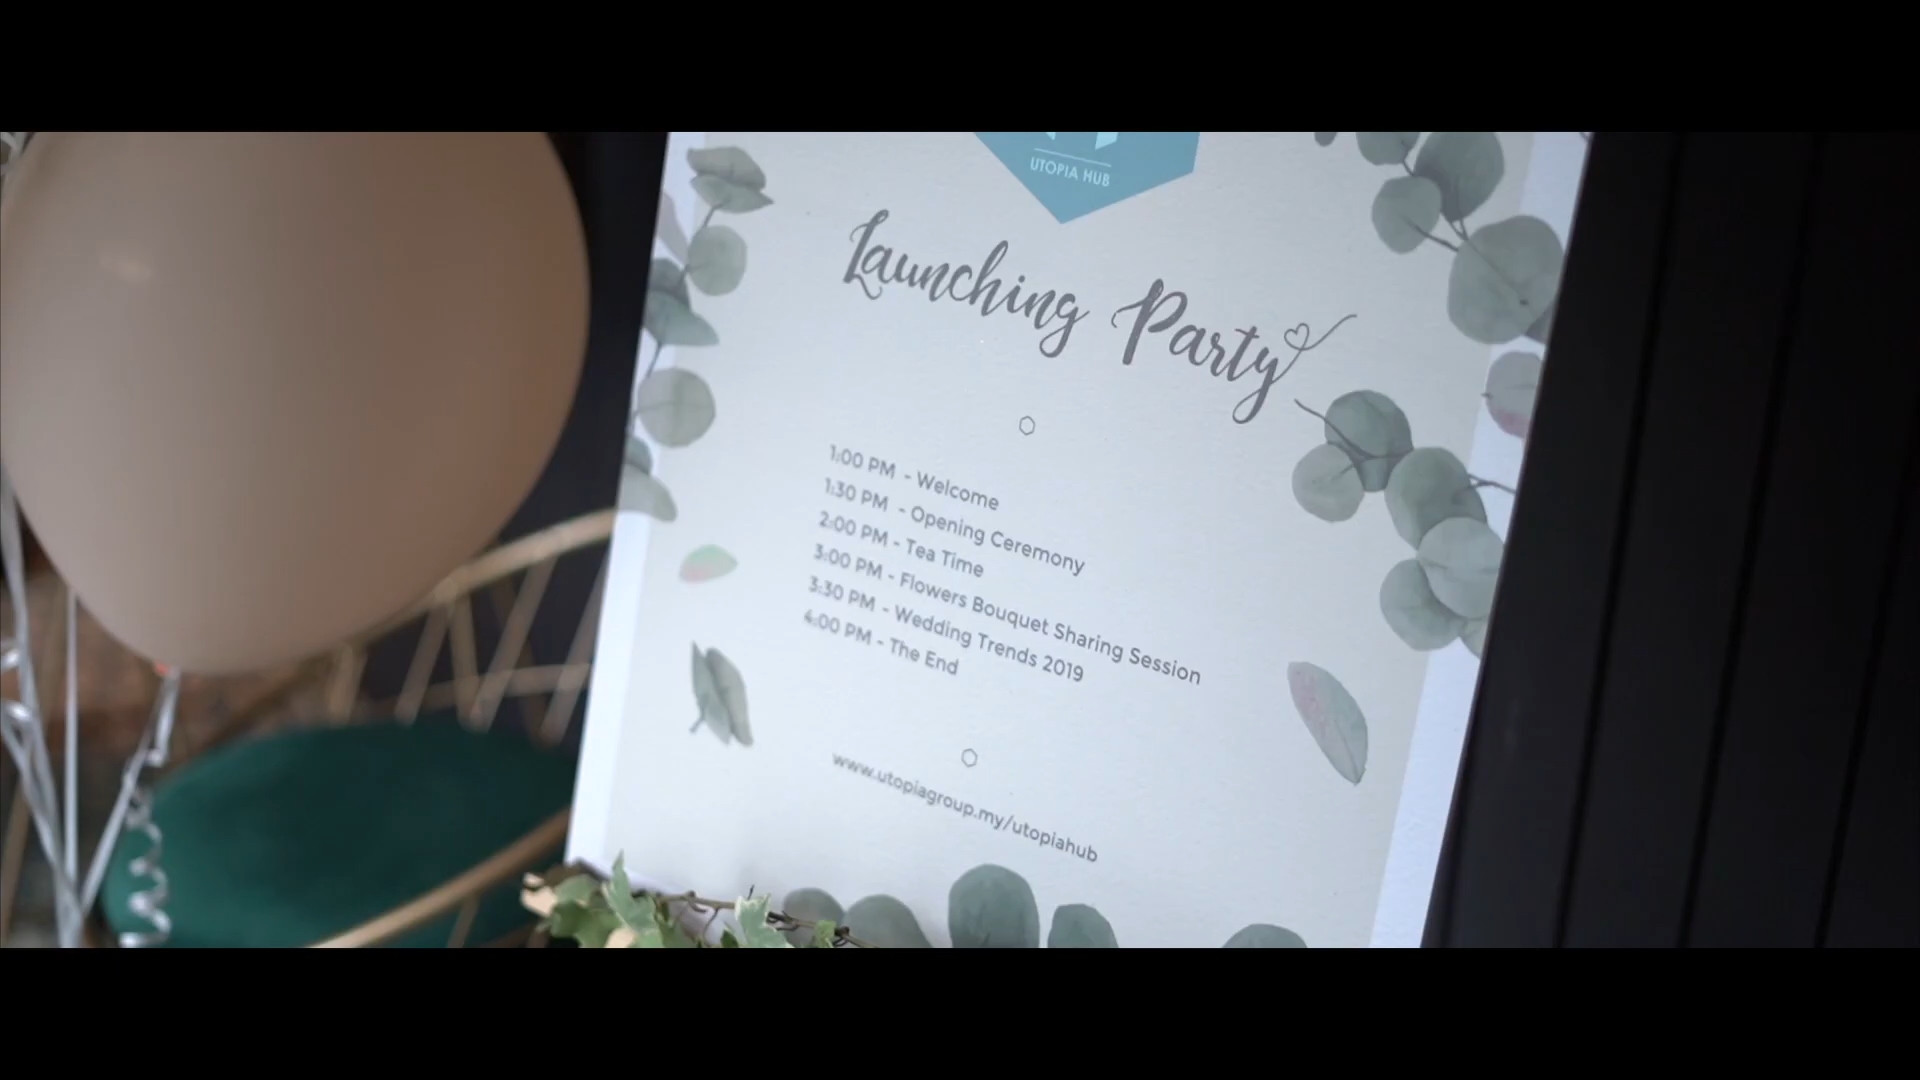 UTOPIA HUB
Launching Party
1:00 PM - Welcome
1:30 PM - Opening Ceremony
2:00 PM - Tea Time
3:00 PM - Flowers Bouquet Sharing Session
3:30 PM - Wedding Trends 2019
4:00 PM - The End
www.utopiagroup.my/utopiahub